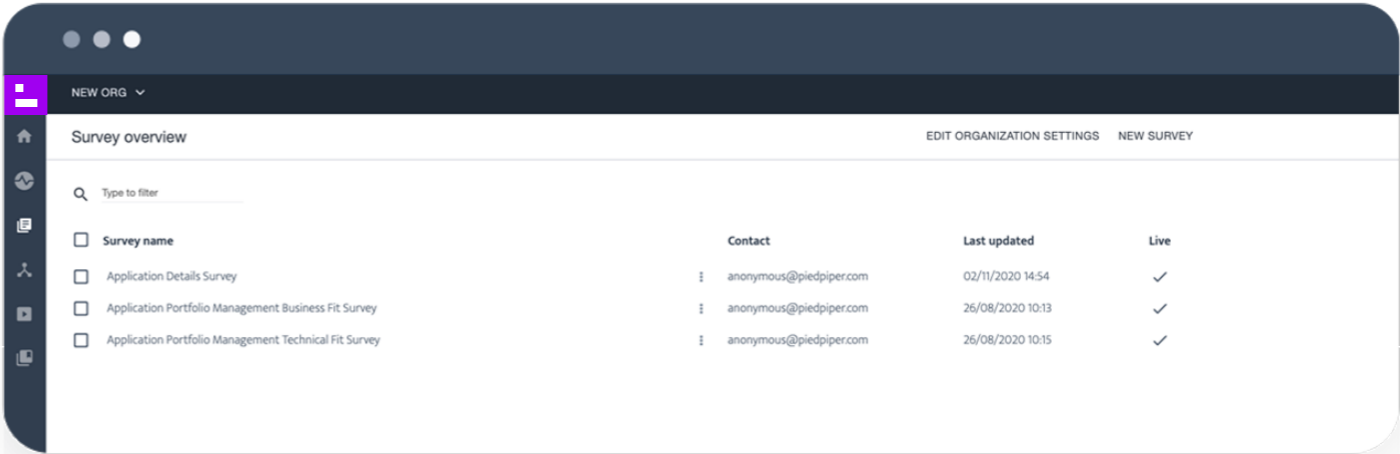 NEW ORG
Survey overview EDIT ORGANIZATION SETTINGS NEW SURVEY
Type to filter
Survey name Contact Last updated Live
Application Details Survey anonymous@piedpiper.com 02/11/2020 14:54
Application Portfolio Management Business Fit Survey anonymous@piedpiper.com 26/08/2020 10:13
Application Portfolio Management Technical Fit Survey anonymous@piedpiper.com 26/08/2020 10:15